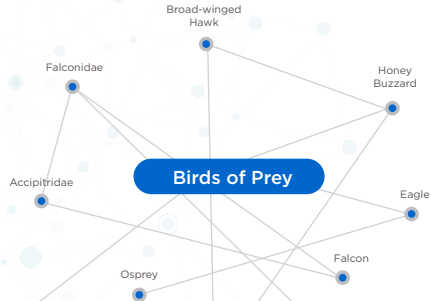 Broad-winged
Hawk
Falconidae
Honey
Buzzard
Birds of Prey
Accipitridae
Eagle
Falcon
Osprey